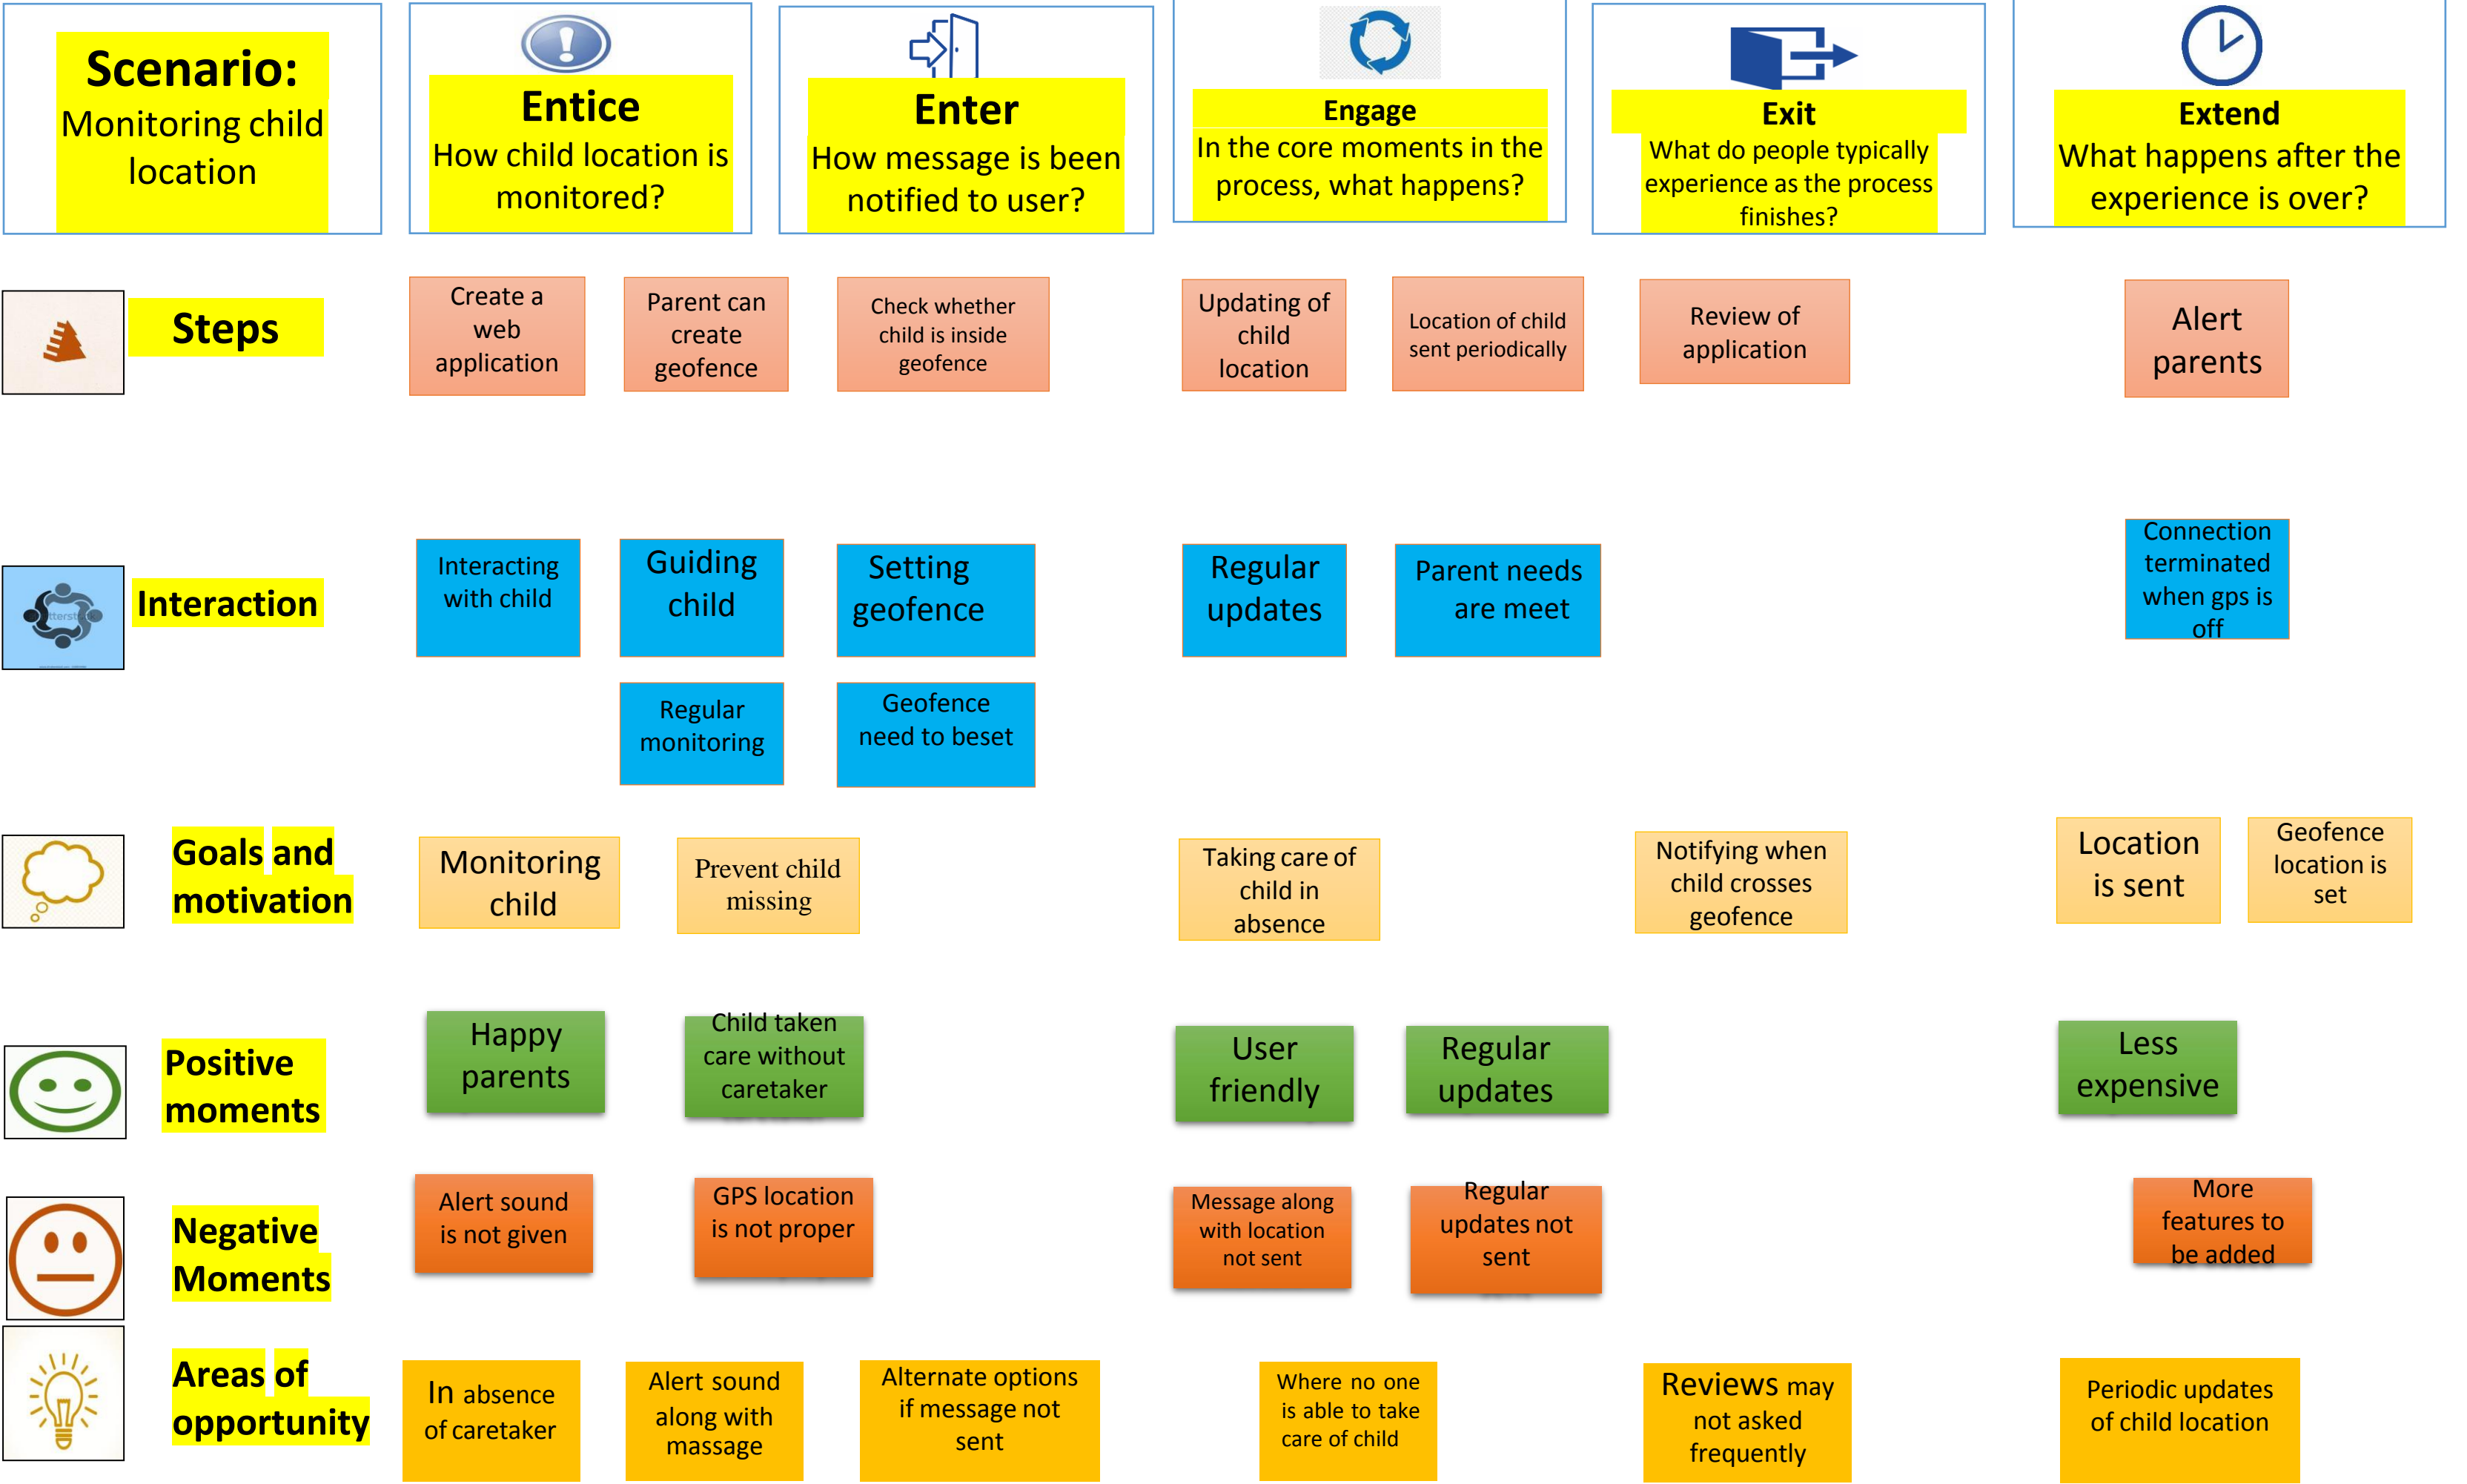 Scenario:
Monitoring child
location
Entice
How child location is
monitored?
Enter
How message is been
notified to user?
Engage
In the core moments in the
process, what happens?
Exit
What do people typically
experience as the process
finishes?
Extend
What happens after the
experience is over?
Steps
Create a
web
application
Parent can
create
geofence
Check whether
child is inside
geofence
Updating of
child
location
Location of child
sent periodically
Review of
application
Alert
parents
Interaction
Interacting
with child
Guiding
child
Setting
geofence
Regular
updates
Parent needs
are meet
Connection
terminated
when gps is
off
Regular
monitoring
Geofence
need to beset
Goals and
motivation
Monitoring
child
Prevent child
missing
Taking care of
child in
absence
Notifying when
child crosses
geofence
Location
is sent
Geofence
location is
set
Positive
moments
Happy
parents
Child taken
care without
caretaker
User
friendly
Regular
updates
Less
expensive
Negative
Moments
Alert sound
is not given
GPS location
is not proper
Message along
with location
not sent
Regular
updates not
sent
More
features to
be added
Areas of
opportunity
In absence
of caretaker
Alert sound
along with
massage
Alternate options
if message not
sent
Where no one
is able to take
care of child
Reviews may
not asked
frequently
Periodic updates
of child location